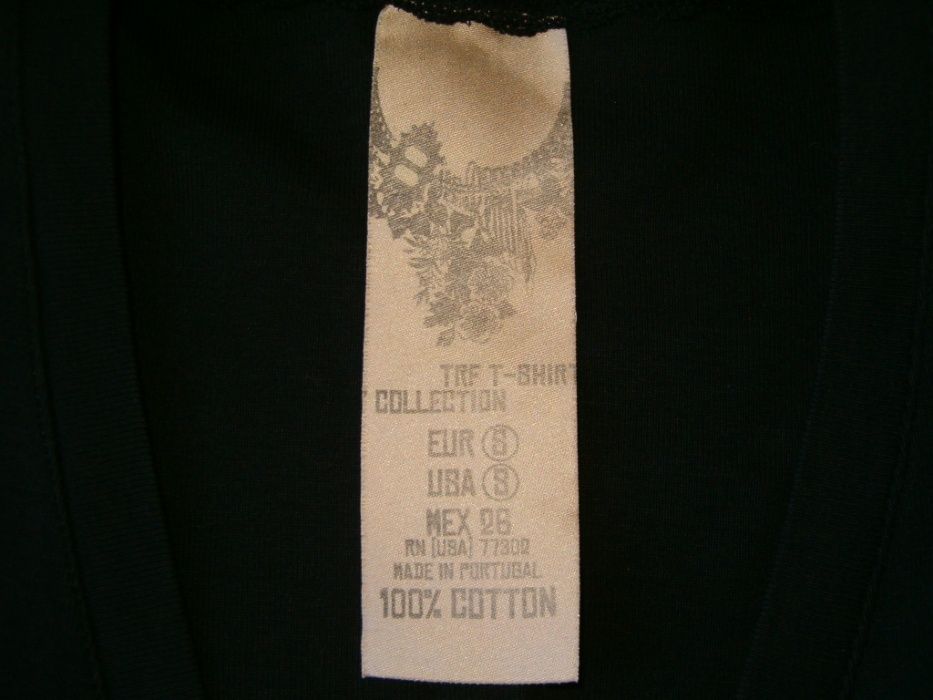 TRF T-SHIRT
COLLECTION
EUR S
USA S
MEX 26
RN (USA) 77302
MADE IN PORTUGAL
100% COTTON